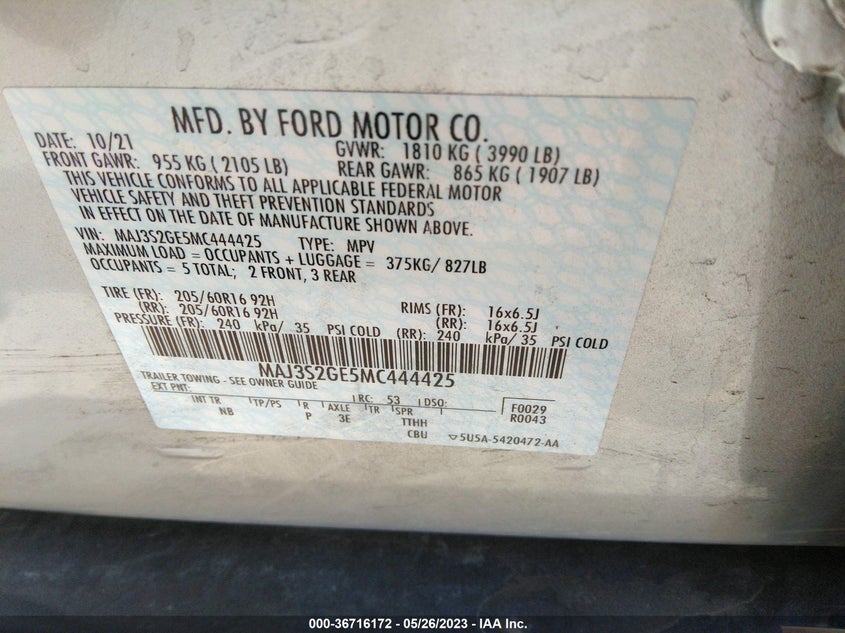 MFD. BY FORD MOTOR CO.
DATE: 10/21 GVWR: 1810 KG ( 3990 LB)
FRONT GAWR: 955 KG ( 2105 LB) REAR GAWR: 865 KG ( 1907 LB)
THIS VEHICLE CONFORMS TO ALL APPLICABLE FEDERAL MOTOR
VEHICLE SAFETY AND THEFT PREVENTION STANDARDS
IN EFFECT ON THE DATE OF MANUFACTURE SHOWN ABOVE.
VIN: MAJ3S2GE5MC444425 TYPE: MPV
MAXIMUM LOAD = OCCUPANTS + LUGGAGE = 375KG/ 827LB
OCCUPANTS = 5 TOTAL; 2 FRONT, 3 REAR
TIRE (FR): 205/60R16 92H RIMS (FR): 16x6.5J
(RR): 205/60R16 92H (RR): 16x6.5J
PRESSURE (FR): 240 kPa/ 35 PSI COLD (RR): 240 kPa/ 35 PSI COLD
MAJ3S2GE5MC444425
TRAILER TOWING - SEE OWNER GUIDE
EXT PNT: RC: 53 DSO: F0029
INT TR TP/PS R AXLE TR SPR R0043
NB P 3E TTHH
CBU ▽5U5A-5420472-AA
000-36716172 — 05/26/2023 — IAA Inc.